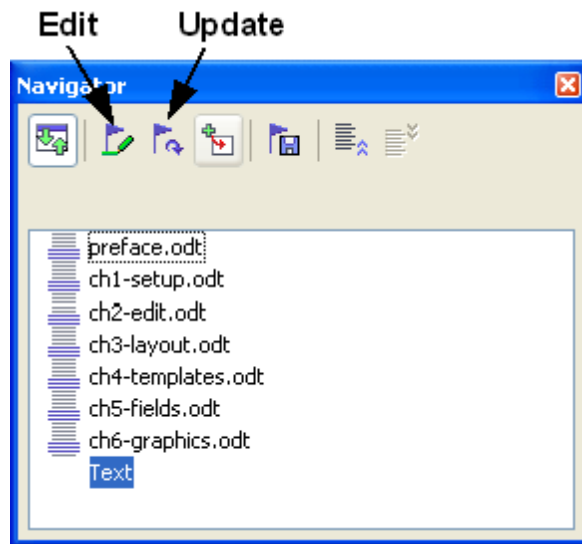 Edit Update
Navigator
preface.odt
ch1-setup.odt
ch2-edit.odt
ch3-layout.odt
ch4-templates.odt
ch5-fields.odt
ch6-graphics.odt
Text